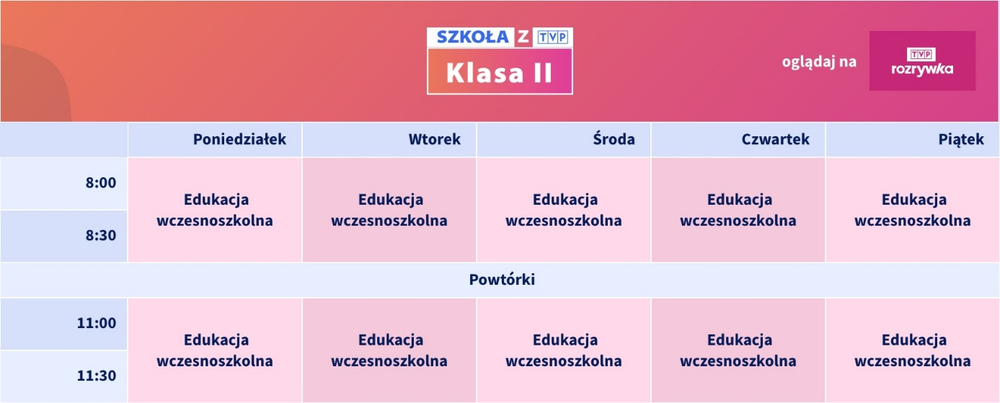 SZKOŁA Z TVP
Klasa II
oglądaj na
TVP
rozrywka
Poniedziałek Wtorek Środa Czwartek Piątek
8:00
8:30
Edukacja Edukacja Edukacja Edukacja Edukacja
wczesnoszkolna wczesnoszkolna wczesnoszkolna wczesnoszkolna wczesnoszkolna
Powtórki
11:00
11:30
Edukacja Edukacja Edukacja Edukacja Edukacja
wczesnoszkolna wczesnoszkolna wczesnoszkolna wczesnoszkolna wczesnoszkolna